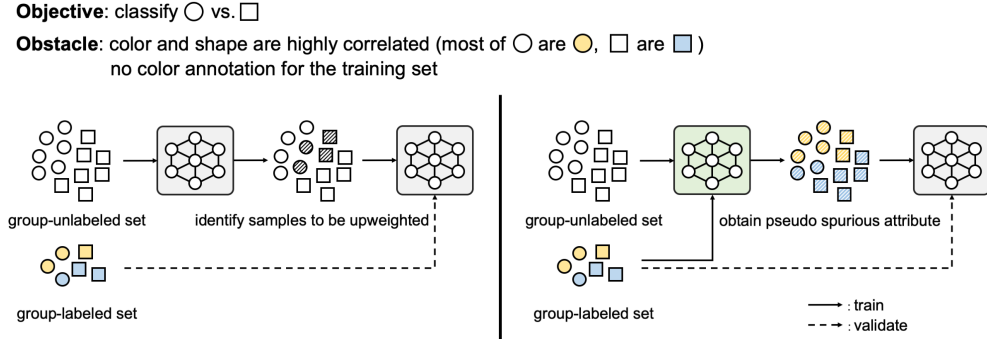 Objective: classify ○ vs. □
Obstacle: color and shape are highly correlated (most of ○ are ○, □ are □ )
no color annotation for the training set
group-unlabeled set
identify samples to be upweighted
group-labeled set
group-unlabeled set
obtain pseudo spurious attribute
group-labeled set
: train
: validate